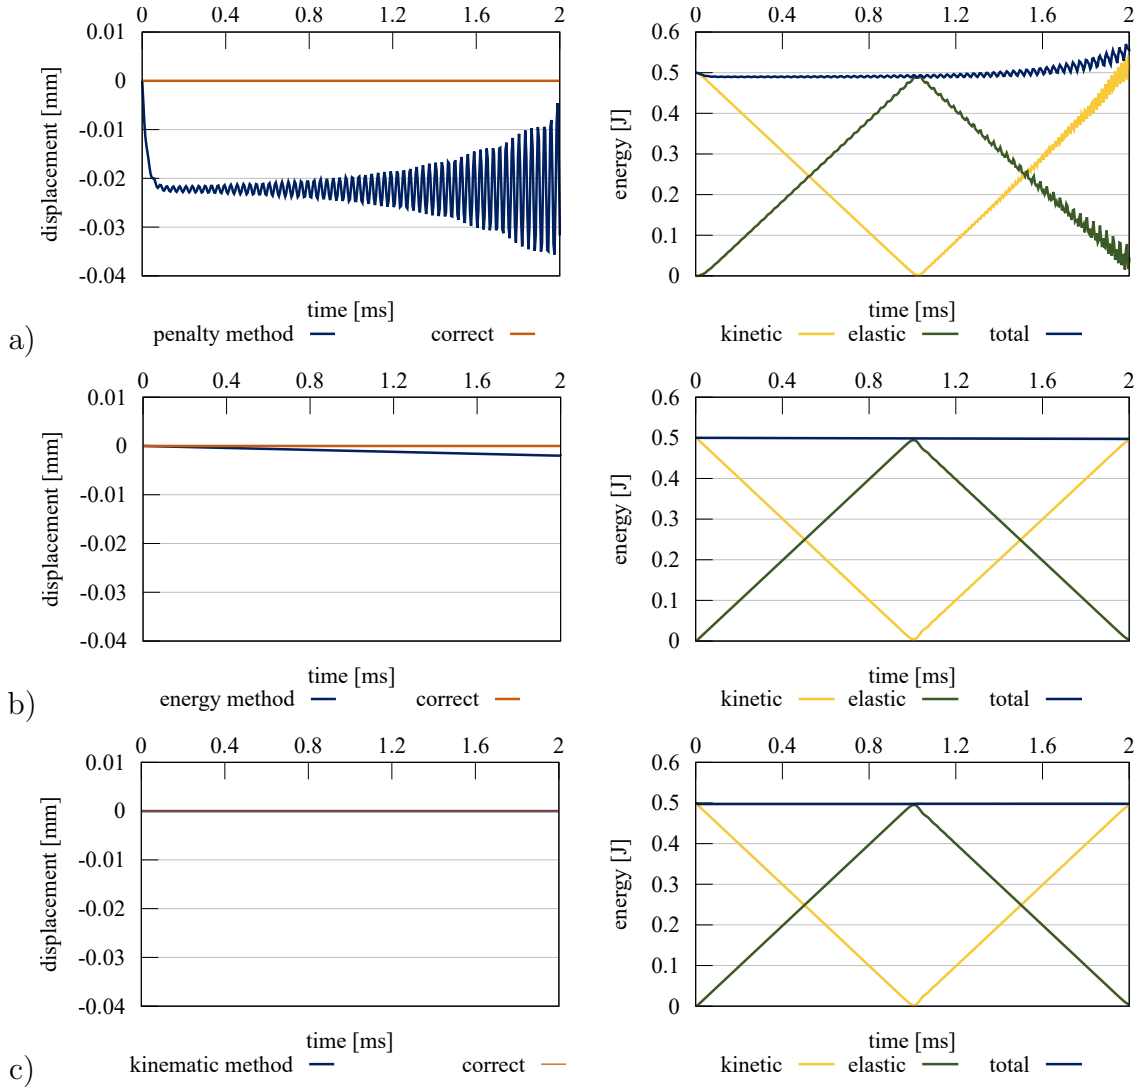 0 0.4 0.8 1.2 1.6 2
0.01
0
-0.01
-0.02
-0.03
-0.04
displacement [mm]
time [ms]
penalty method correct
0 0.4 0.8 1.2 1.6 2
0.6
0.5
0.4
0.3
0.2
0.1
0
energy [J]
time [ms]
kinetic elastic total
a)
0 0.4 0.8 1.2 1.6 2
0.01
0
-0.01
-0.02
-0.03
-0.04
displacement [mm]
time [ms]
energy method correct
0 0.4 0.8 1.2 1.6 2
0.6
0.5
0.4
0.3
0.2
0.1
0
energy [J]
time [ms]
kinetic elastic total
b)
0 0.4 0.8 1.2 1.6 2
0.01
0
-0.01
-0.02
-0.03
-0.04
displacement [mm]
time [ms]
kinematic method correct
0 0.4 0.8 1.2 1.6 2
0.6
0.5
0.4
0.3
0.2
0.1
0
energy [J]
time [ms]
kinetic elastic total
c)